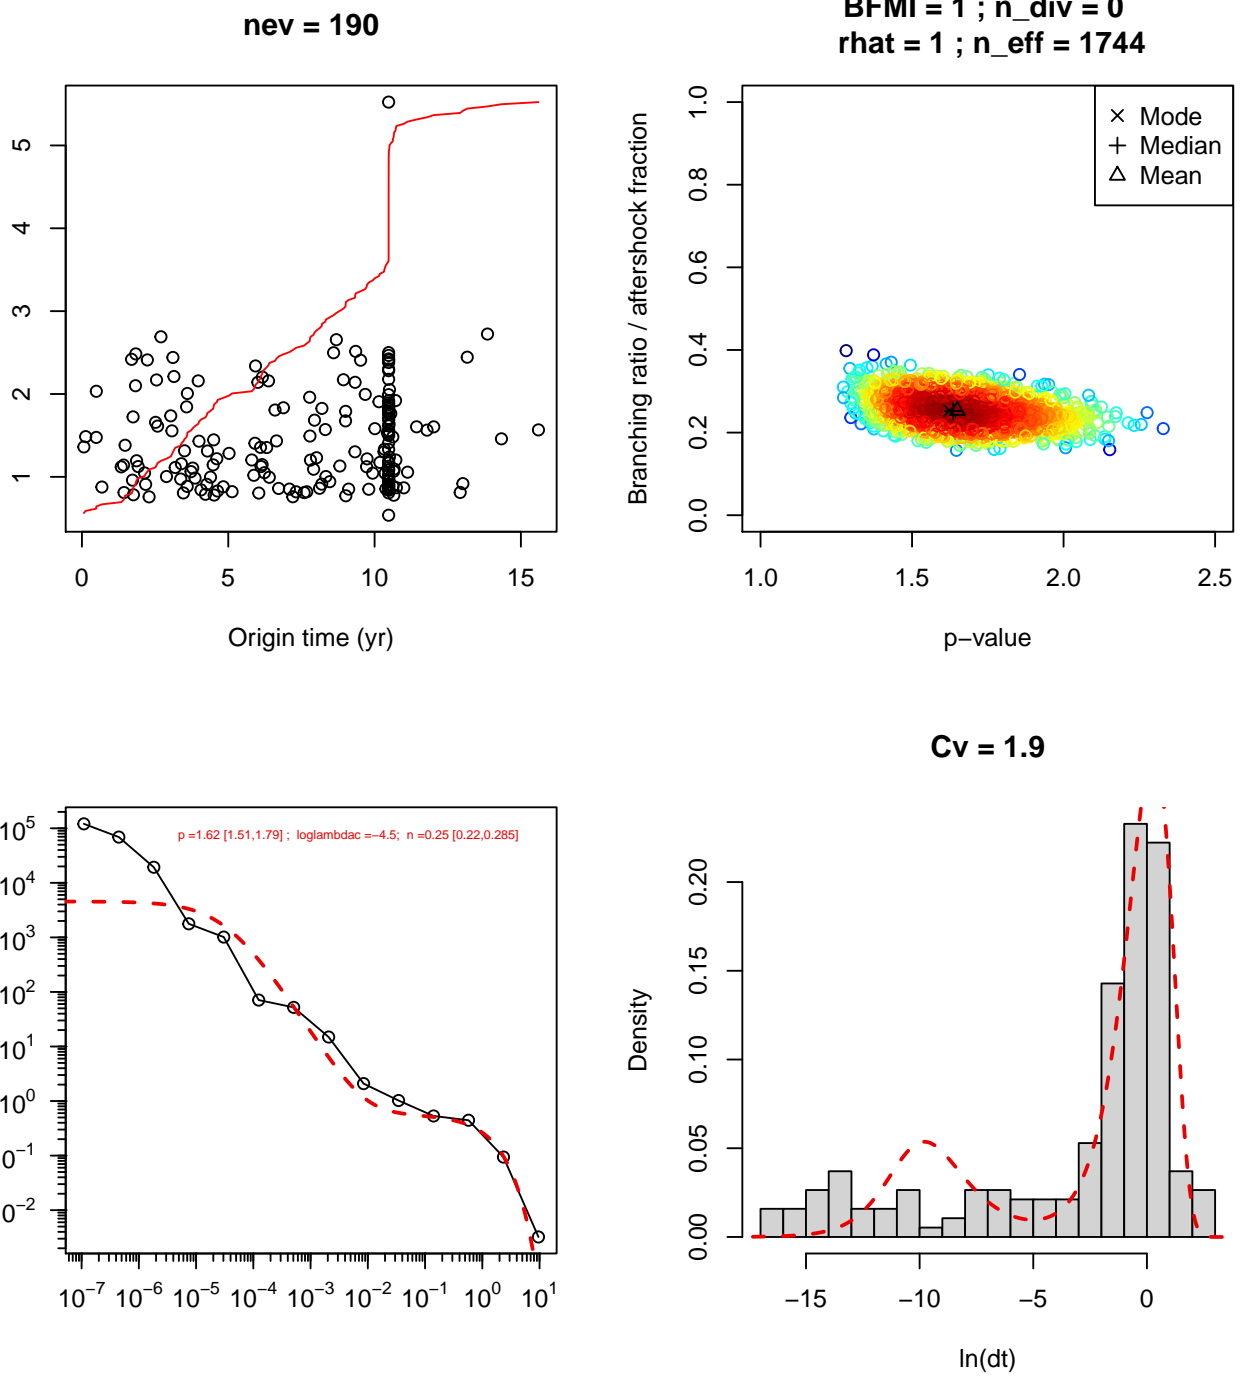 nev = 190
5
4
3
2
1
0 5 10 15
Origin time (yr)
BFMI = 1 ; n_div = 0
rhat = 1 ; n_eff = 1744
Branching ratio / aftershock fraction
1.0
0.8
0.6
0.4
0.2
0.0
Mode
Median
Mean
1.0 1.5 2.0 2.5
p−value
p =1.62 [1.51,1.79] ; loglambdac =−4.5; n =0.25 [0.22,0.285]
10^5
10^4
10^3
10^2
10^1
10^0
0^−1
0^−2
10^−7 10^−6 10^−5 10^−4 10^−3 10^−2 10^−1 10^0 10^1
Cv = 1.9
Density
0.20
0.15
0.10
0.05
0.00
−15 −10 −5 0
ln(dt)